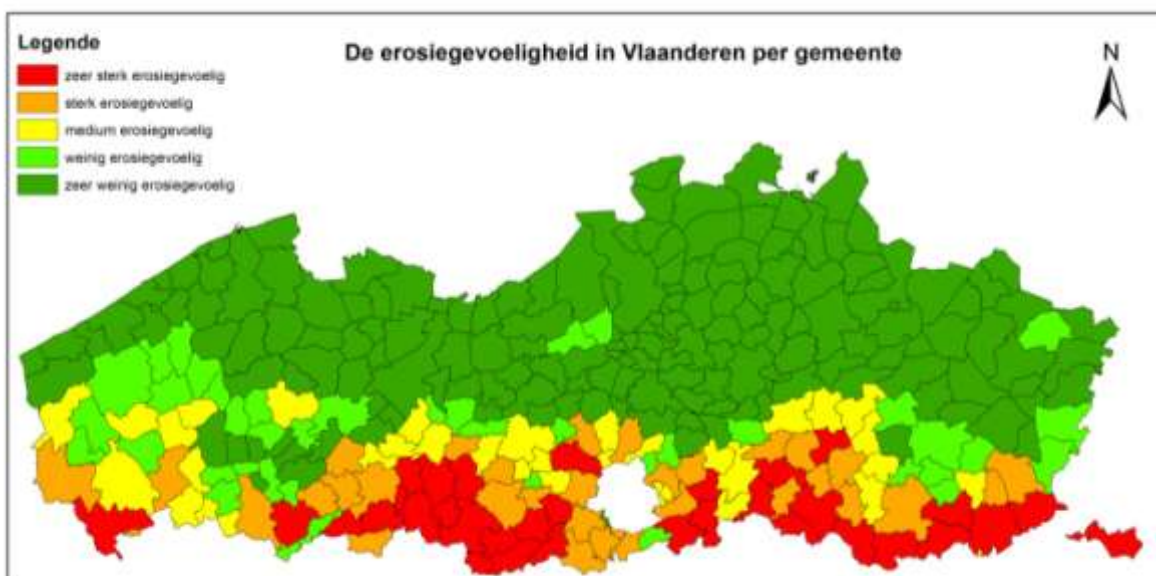 Legende
De erosiegevoeligheid in Vlaanderen per gemeente
N
zeer sterk erosiegevoelig
sterk erosiegevoelig
medium erosiegevoelig
weinig erosiegevoelig
zeer weinig erosiegevoelig